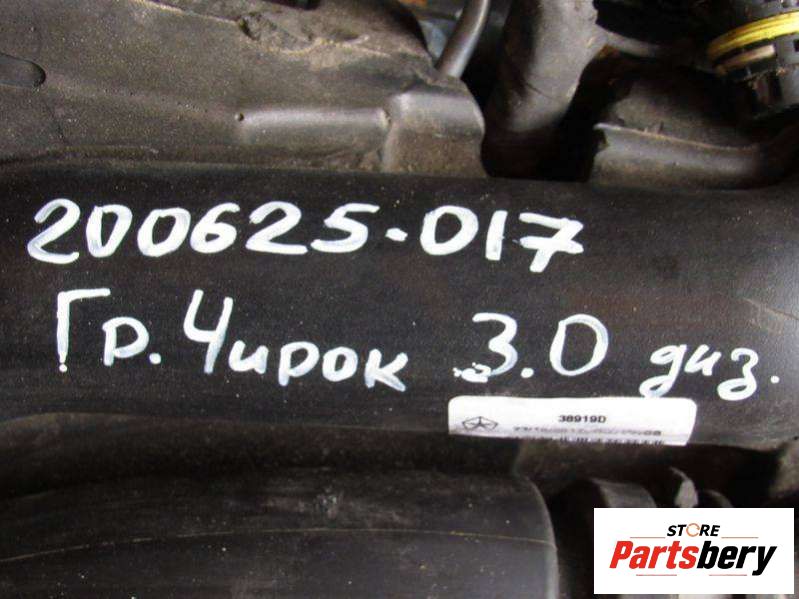 200625-017
Гр. Чирок 3.0 диз.
38919D
STORE
Partsbery